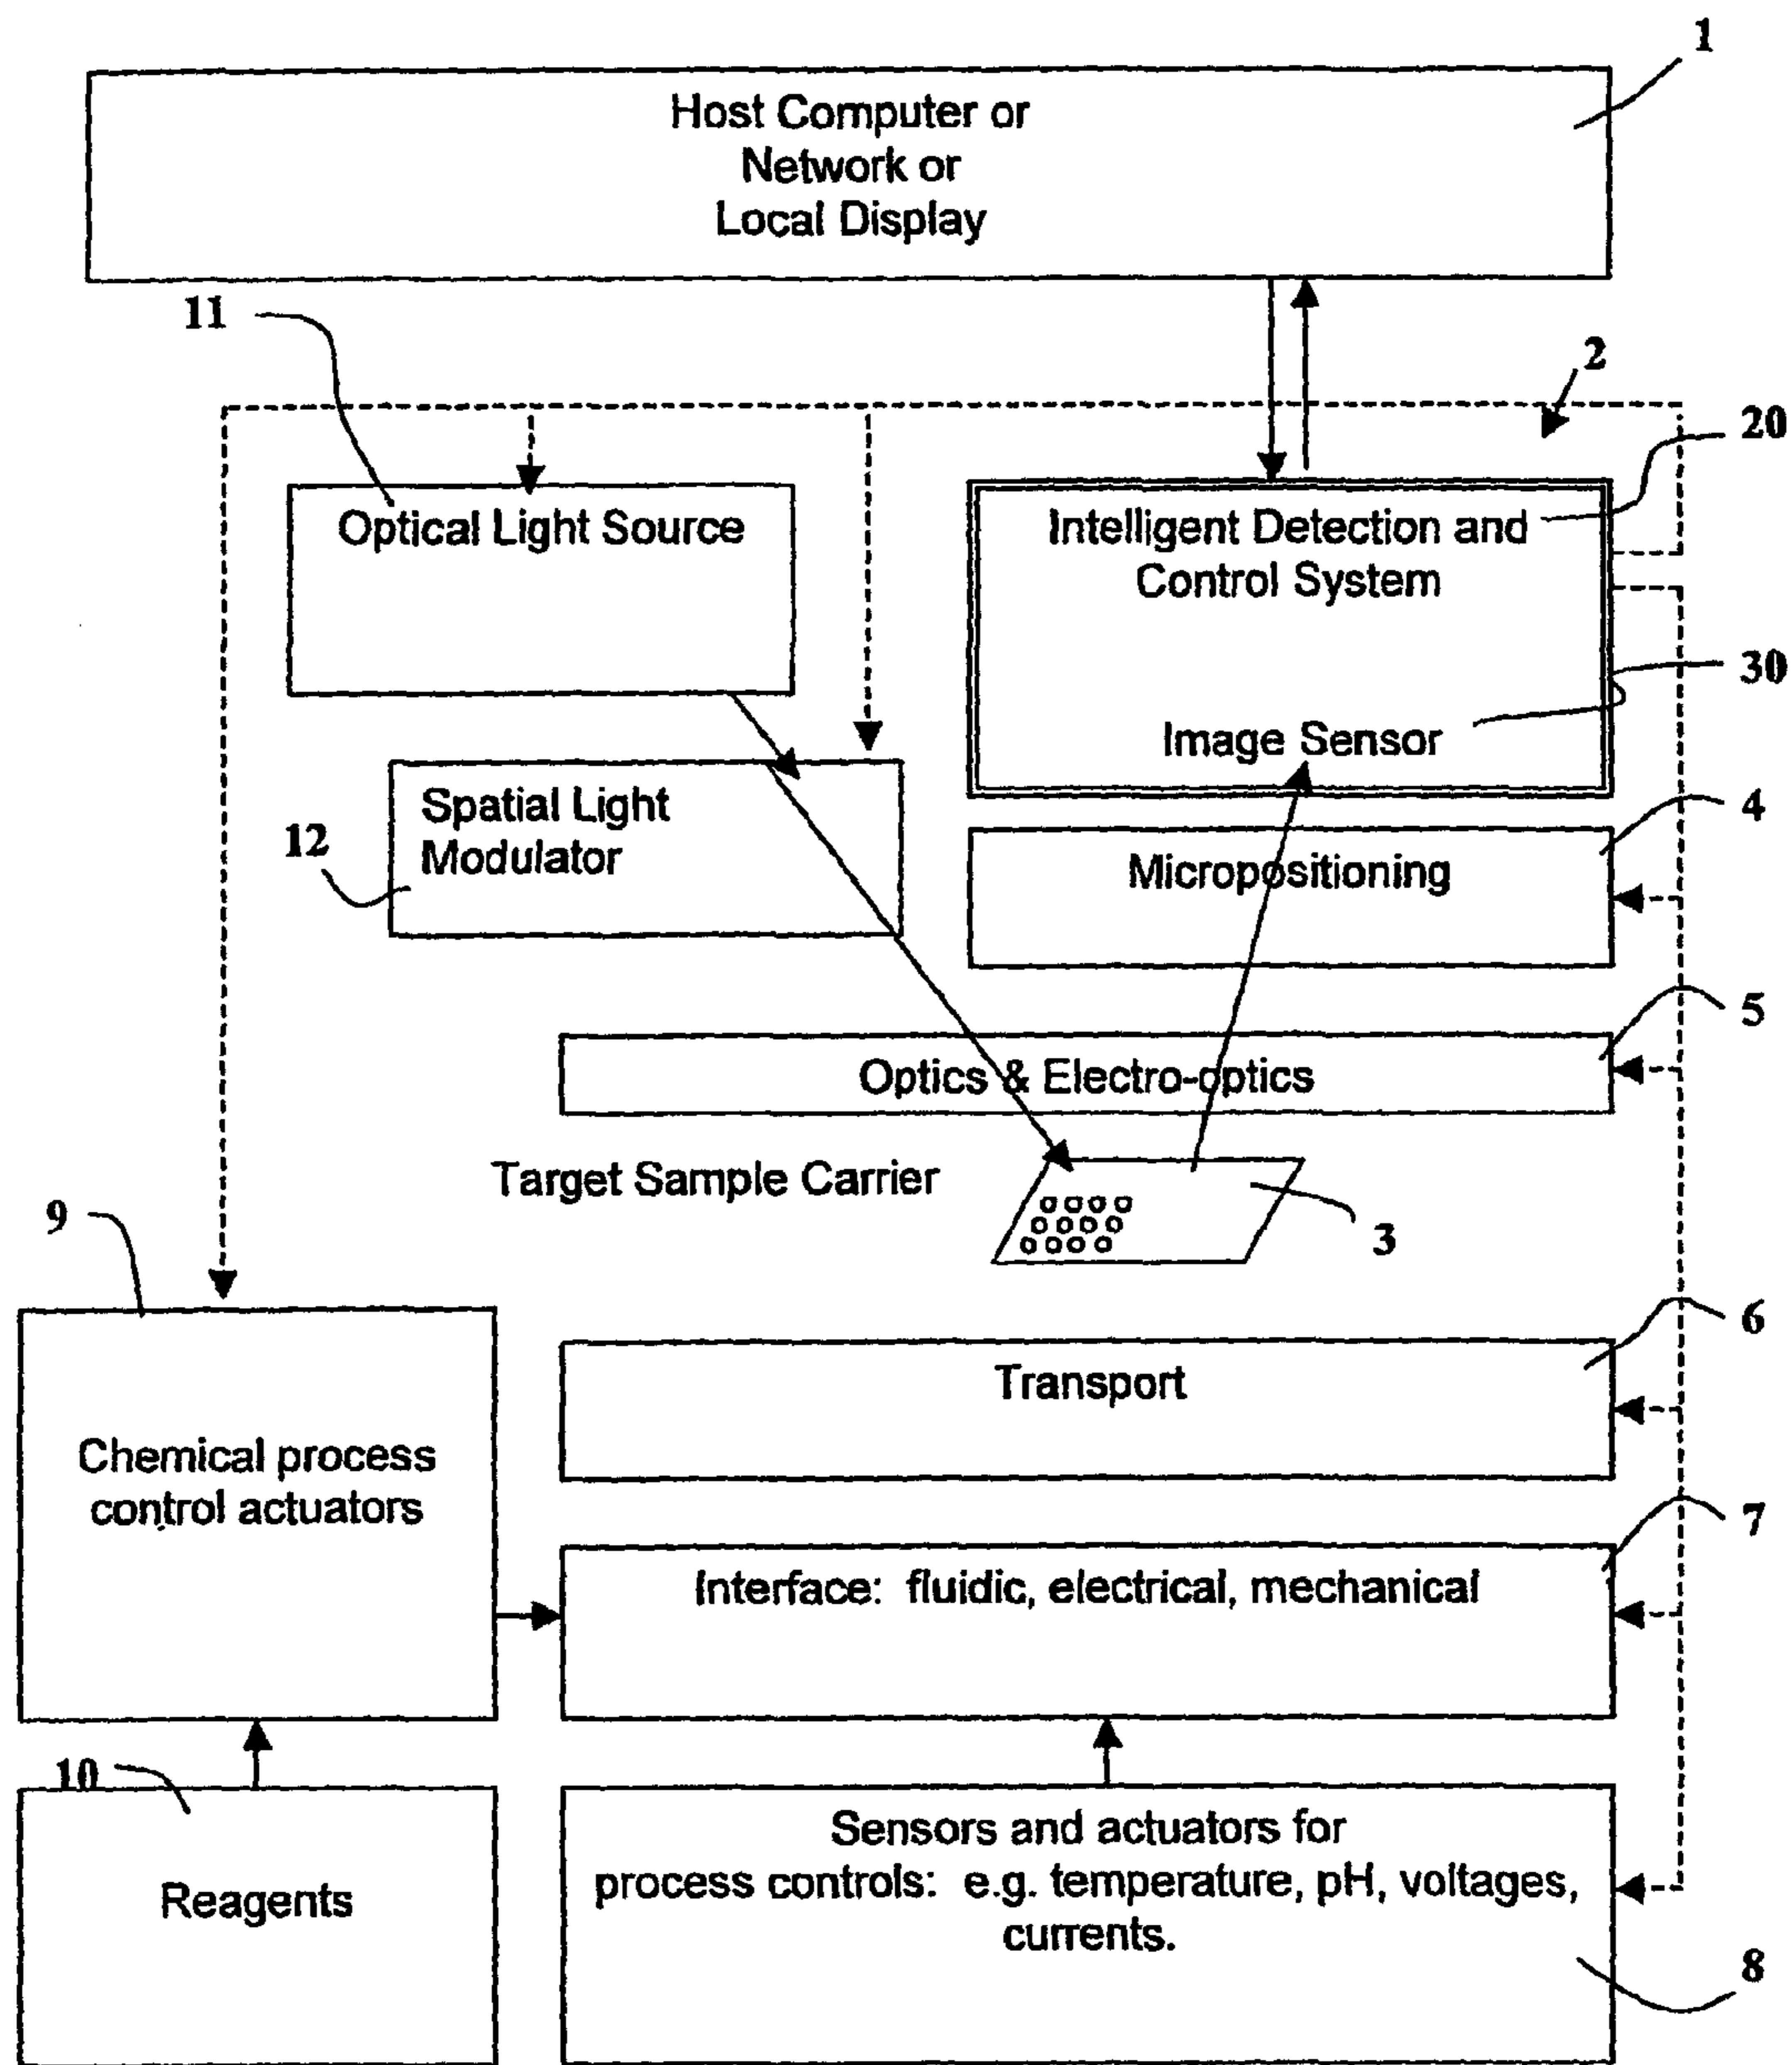 1
Host Computer or
Network or
Local Display
11
2
20
Optical Light Source
Intelligent Detection and
Control System
30
Image Sensor
4
Spatial Light
Modulator
12
Micropositioning
5
Optics & Electro-optics
Target Sample Carrier
3
9
6
Transport
Chemical process
control actuators
7
Interface: fluidic, electrical, mechanical
10
Reagents
Sensors and actuators for
process controls: e.g. temperature, pH, voltages,
currents.
8